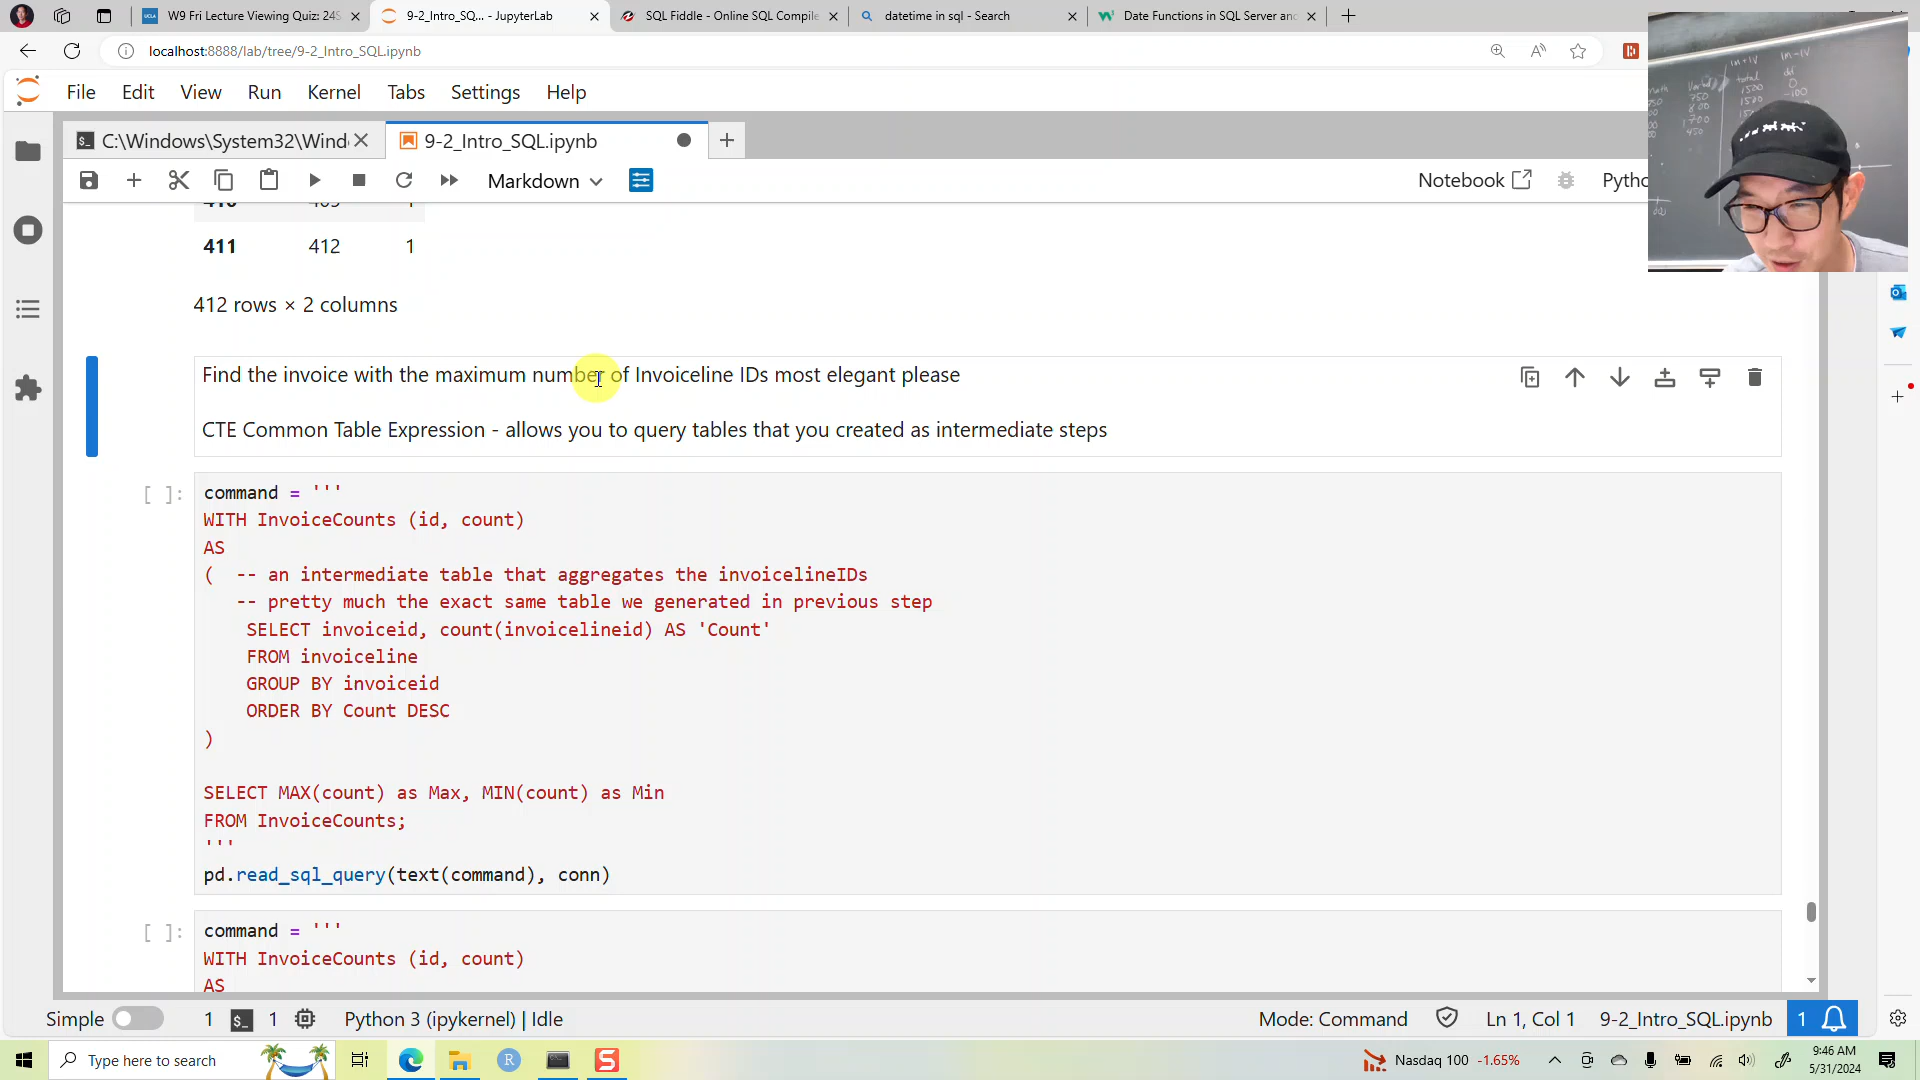 W9 Fri Lecture Viewing Quiz: 24S
9-2_Intro_SQ... - JupyterLab
SQL Fiddle - Online SQL Compile
datetime in sql - Search
Date Functions in SQL Server and
localhost:8888/lab/tree/9-2_Intro_SQL.ipynb
File Edit View Run Kernel Tabs Settings Help
C:\Windows\System32\Wind
9-2_Intro_SQL.ipynb
Markdown
Notebook
Pytho
411 412 1
412 rows × 2 columns
Find the invoice with the maximum number of Invoiceline IDs most elegant please
CTE Common Table Expression - allows you to query tables that you created as intermediate steps
[ ]:
command = '''
WITH InvoiceCounts (id, count)
AS
( -- an intermediate table that aggregates the invoicelineIDs
-- pretty much the exact same table we generated in previous step
SELECT invoiceid, count(invoicelineid) AS 'Count'
FROM invoiceline
GROUP BY invoiceid
ORDER BY Count DESC
)
SELECT MAX(count) as Max, MIN(count) as Min
FROM InvoiceCounts;
'''
pd.read_sql_query(text(command), conn)
[ ]:
command = '''
WITH InvoiceCounts (id, count)
AS
Simple 1 $_ 1 Python 3 (ipykernel) | Idle
Mode: Command Ln 1, Col 1 9-2_Intro_SQL.ipynb 1
Type here to search
Nasdaq 100 -1.65%
9:46 AM
5/31/2024